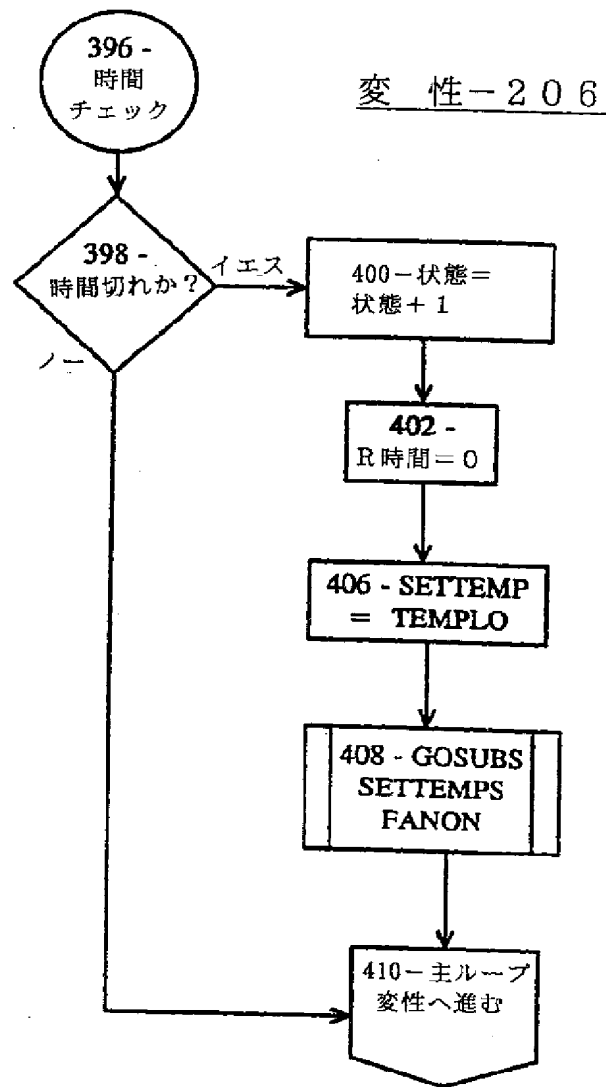 396 -
時間
チェック
変 性－２０６
398 -
時間切れか？
イエス
ノー
400－状態＝
状態＋１
402 -
Ｒ時間＝０
406 - SETTEMP
= TEMPLO
408 - GOSUBS
SETTEMPS
FANON
410－主ループ
変性へ進む